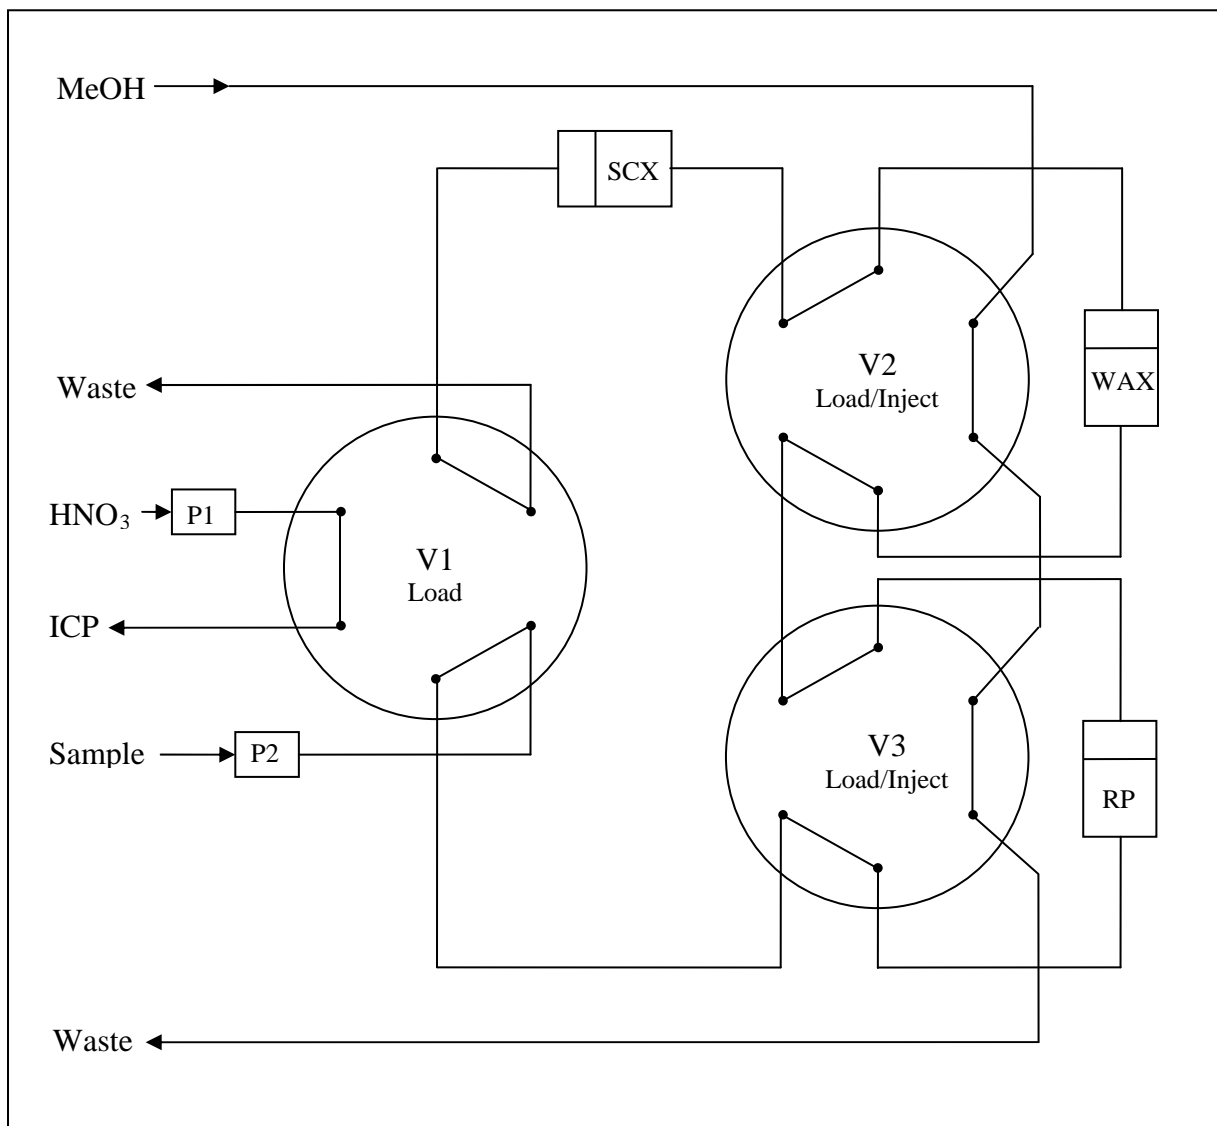 MeOH
SCX
V2
Load/Inject
WAX
Waste
HNO₃
P1
V1
Load
ICP
Sample
P2
V3
Load/Inject
RP
Waste